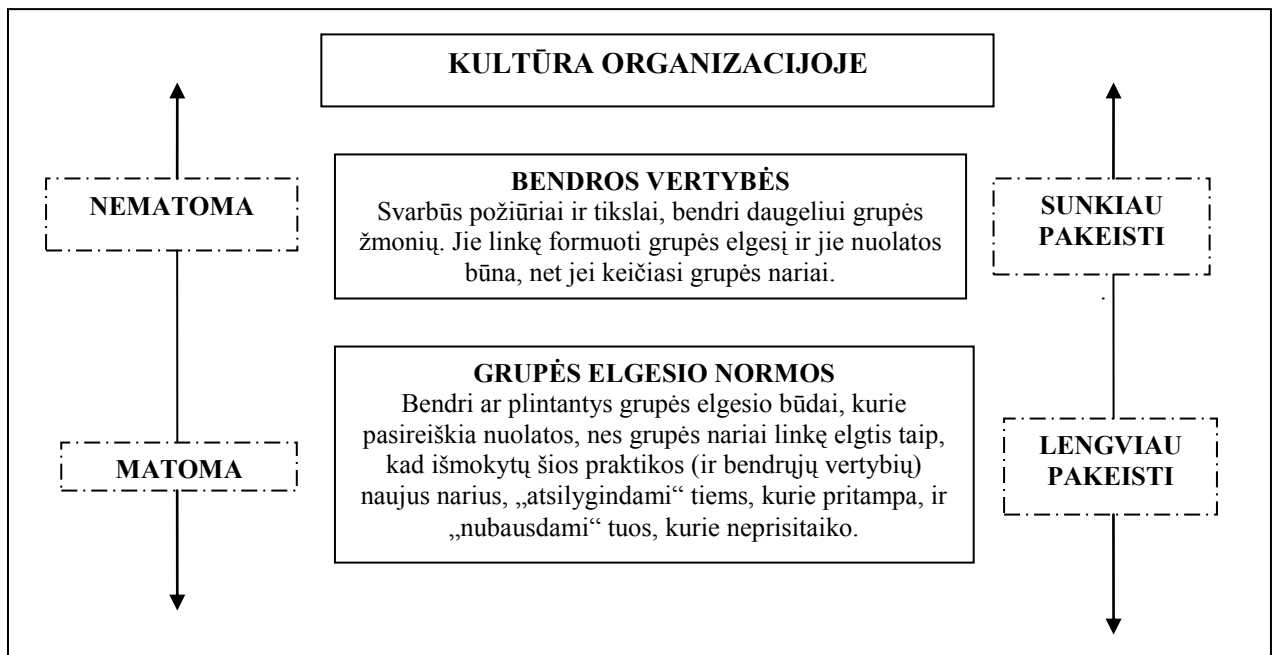 KULTŪRA ORGANIZACIJOJE
NEMATOMA
BENDROS VERTYBĖS
Svarbūs požiūriai ir tikslai, bendri daugeliui grupės
žmonių. Jie linkę formuoti grupės elgesį ir jie nuolatos
būna, net jei keičiasi grupės nariai.
SUNKIAU
PAKEISTI
MATOMA
GRUPĖS ELGESIO NORMOS
Bendri ar plintantys grupės elgesio būdai, kurie
pasireiškia nuolatos, nes grupės nariai linkę elgtis taip,
kad išmokytų šios praktikos (ir bendrųjų vertybių)
naujus narius, „atsilygindami“ tiems, kurie pritampa, ir
„nubausdami“ tuos, kurie neprisitaiko.
LENGVIAU
PAKEISTI